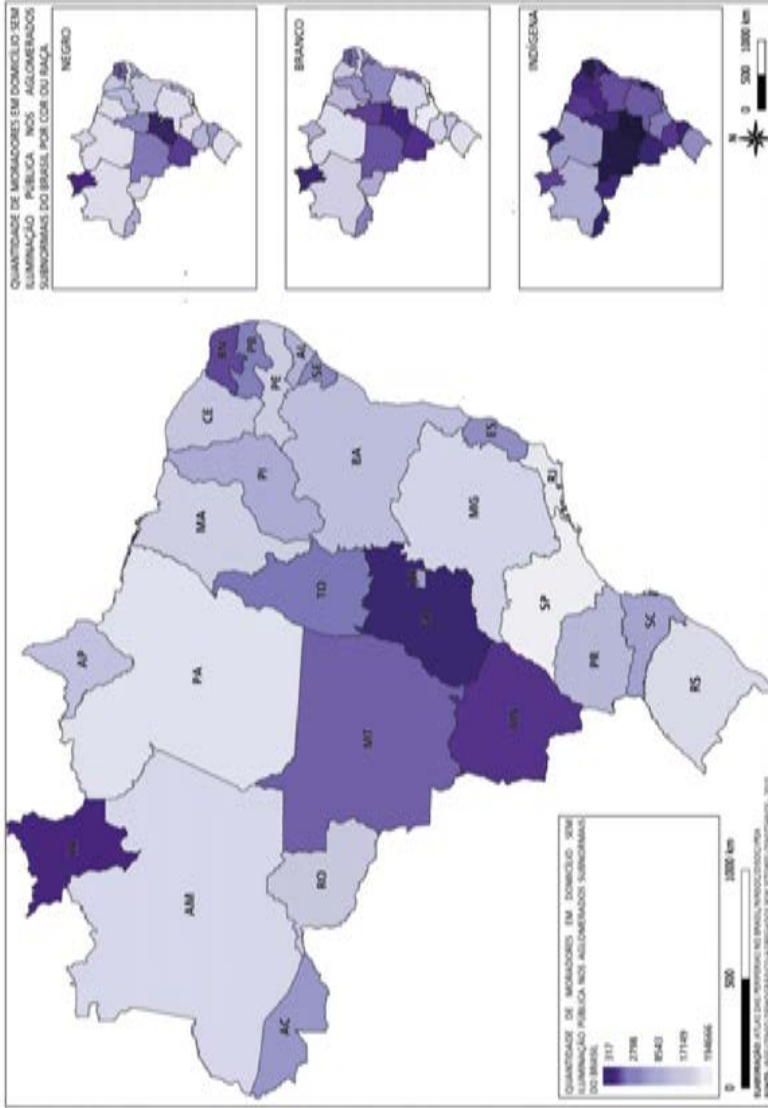 QUANTIDADE DE MORADORES EM DOMICÍLIO SEM
ILUMINAÇÃO PÚBLICA NOS AGLOMERADOS
SUBNORMAIS DO BRASIL POR COR OU RAÇA
NEGRO
BRANCO
INDÍGENA
N
0 500 1000 km
AP
AM
PA
MA
CE
RN
PB
PE
AL
SE
PI
BA
TO
AC
RO
MT
MG
ES
RJ
SP
MS
PR
SC
RS
QUANTIDADE DE MORADORES EM DOMICÍLIO SEM
ILUMINAÇÃO PÚBLICA NOS AGLOMERADOS SUBNORMAIS
DO BRASIL
317
2798
8543
17149
194666
0 500 1000 km